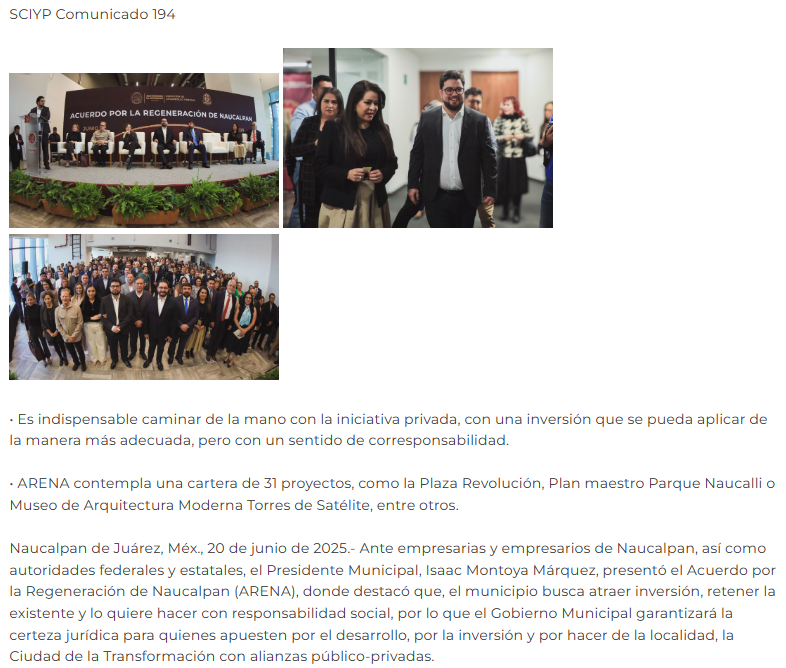 SCIYP Comunicado 194
ACUERDO POR LA REGENERACIÓN DE NAUCALPAN
• Es indispensable caminar de la mano con la iniciativa privada, con una inversión que se pueda aplicar de
la manera más adecuada, pero con un sentido de corresponsabilidad.
• ARENA contempla una cartera de 31 proyectos, como la Plaza Revolución, Plan maestro Parque Naucalli o
Museo de Arquitectura Moderna Torres de Satélite, entre otros.
Naucalpan de Juárez, Méx., 20 de junio de 2025.- Ante empresarias y empresarios de Naucalpan, así como
autoridades federales y estatales, el Presidente Municipal, Isaac Montoya Márquez, presentó el Acuerdo por
la Regeneración de Naucalpan (ARENA), donde destacó que, el municipio busca atraer inversión, retener la
existente y lo quiere hacer con responsabilidad social, por lo que el Gobierno Municipal garantizará la
certeza jurídica para quienes apuesten por el desarrollo, por la inversión y por hacer de la localidad, la
Ciudad de la Transformación con alianzas público-privadas.